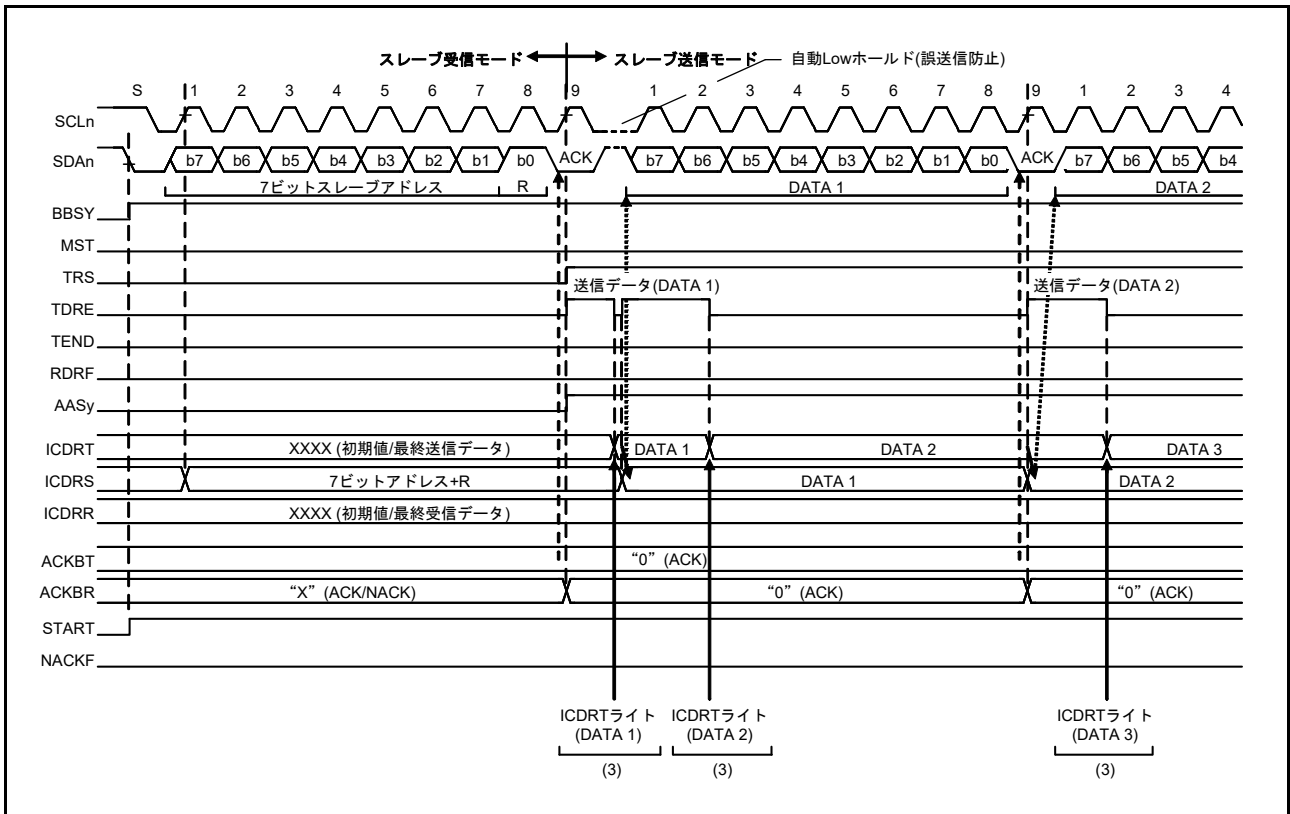 スレーブ受信モード スレーブ送信モード 自動Lowホールド(誤送信防止)
S 1 2 3 4 5 6 7 8 9 1 2 3 4 5 6 7 8 9 1 2 3 4
SCLn
SDAn b7 b6 b5 b4 b3 b2 b1 b0 ACK b7 b6 b5 b4 b3 b2 b1 b0 ACK b7 b6 b5 b4
7ビットスレーブアドレス R DATA 1 DATA 2
BBSY
MST
TRS
送信データ(DATA 1) 送信データ(DATA 2)
TDRE
TEND
RDRF
AASy
ICDRT XXXX (初期値/最終送信データ) DATA 1 DATA 2 DATA 3
ICDRS 7ビットアドレス+R DATA 1 DATA 2
ICDRR XXXX (初期値/最終受信データ)
ACKBT “0” (ACK)
ACKBR “X” (ACK/NACK) “0” (ACK) “0” (ACK)
START
NACKF
ICDRTライト ICDRTライト ICDRTライト
(DATA 1) (DATA 2) (DATA 3)
(3) (3) (3)